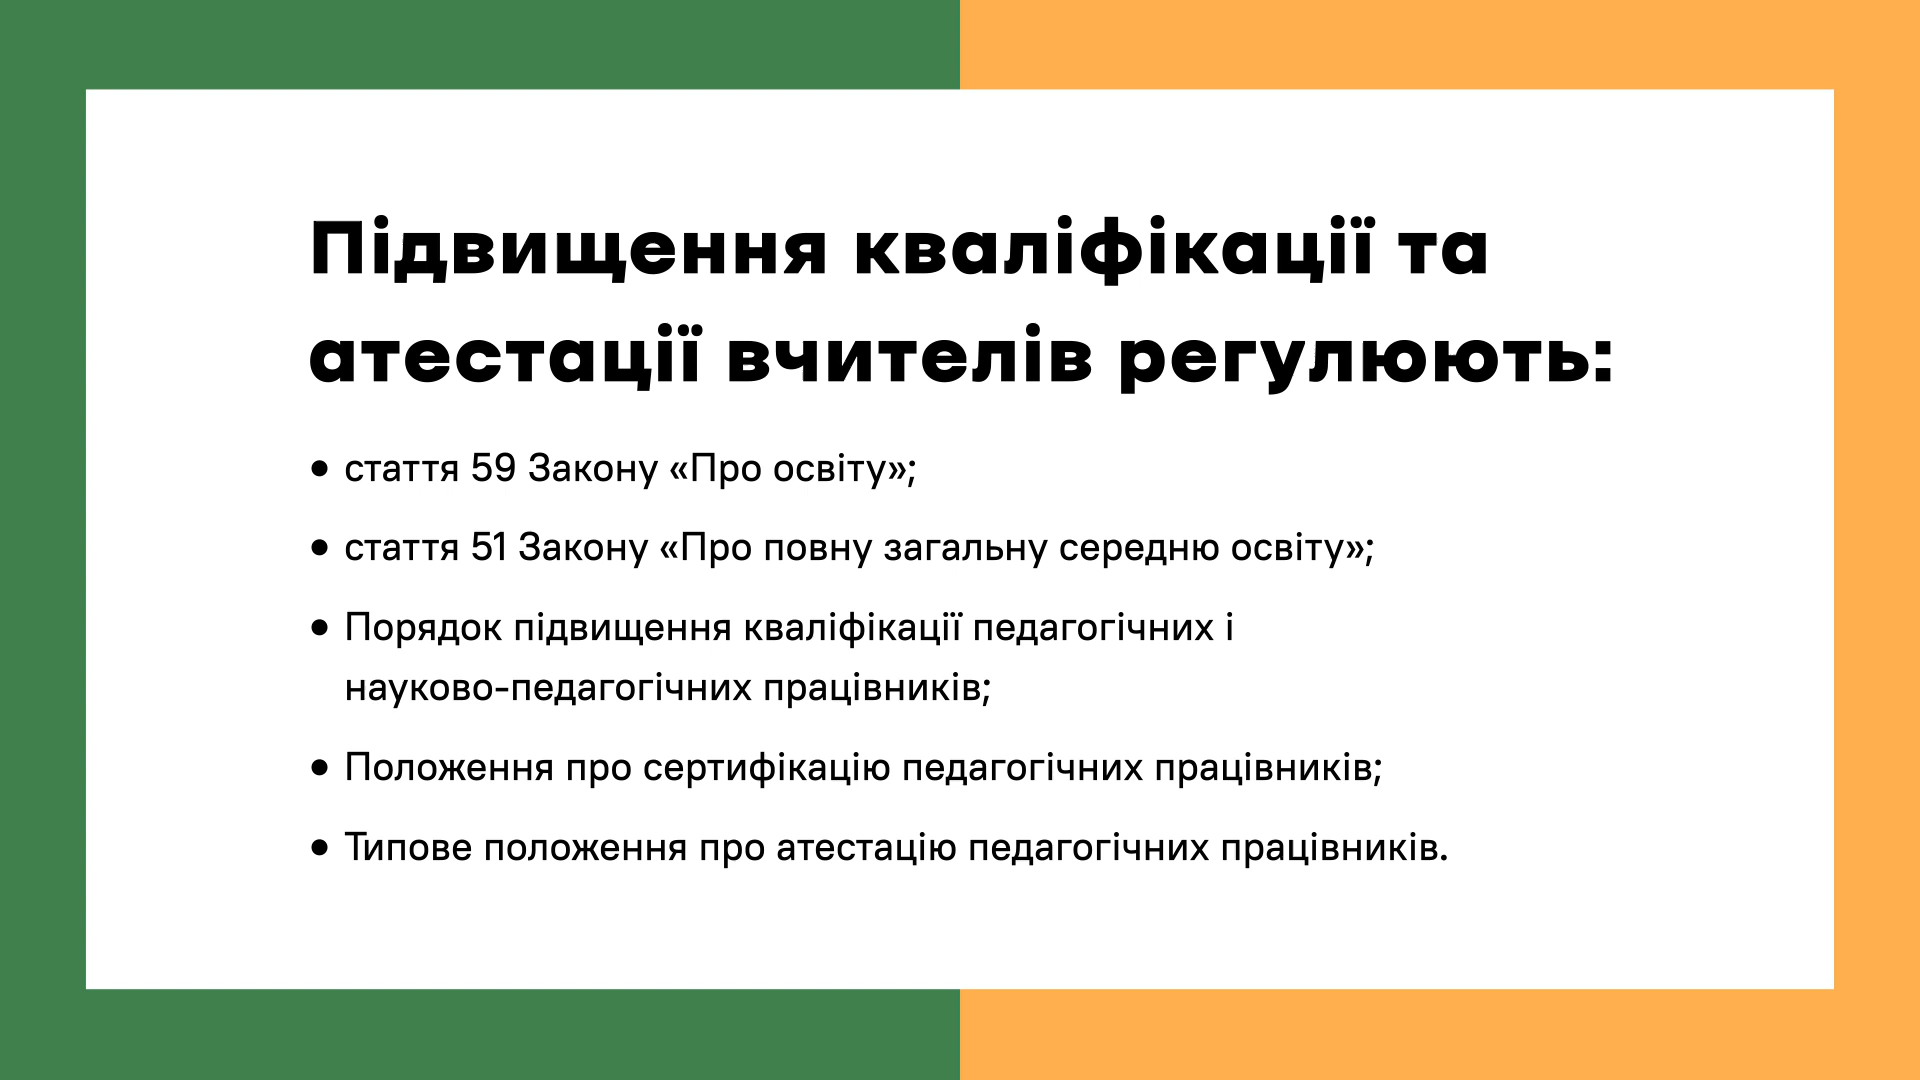 Підвищення кваліфікації та
атестації вчителів регулюють:
• стаття 59 Закону «Про освіту»;
• стаття 51 Закону «Про повну загальну середню освіту»;
• Порядок підвищення кваліфікації педагогічних і
науково-педагогічних працівників;
• Положення про сертифікацію педагогічних працівників;
• Типове положення про атестацію педагогічних працівників.